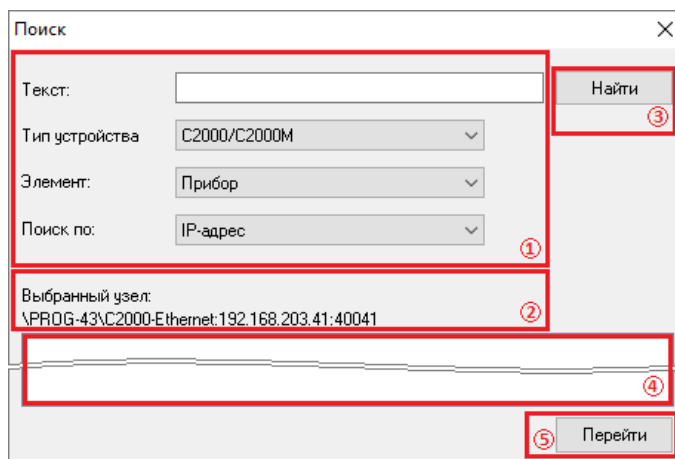 Поиск
Текст:
Найти
③
Тип устройства
С2000/С2000М
Элемент:
Прибор
Поиск по:
IP-адрес
①
Выбранный узел:
\PROG-43\C2000-Ethernet:192.168.203.41:40041
②
④
⑤
Перейти